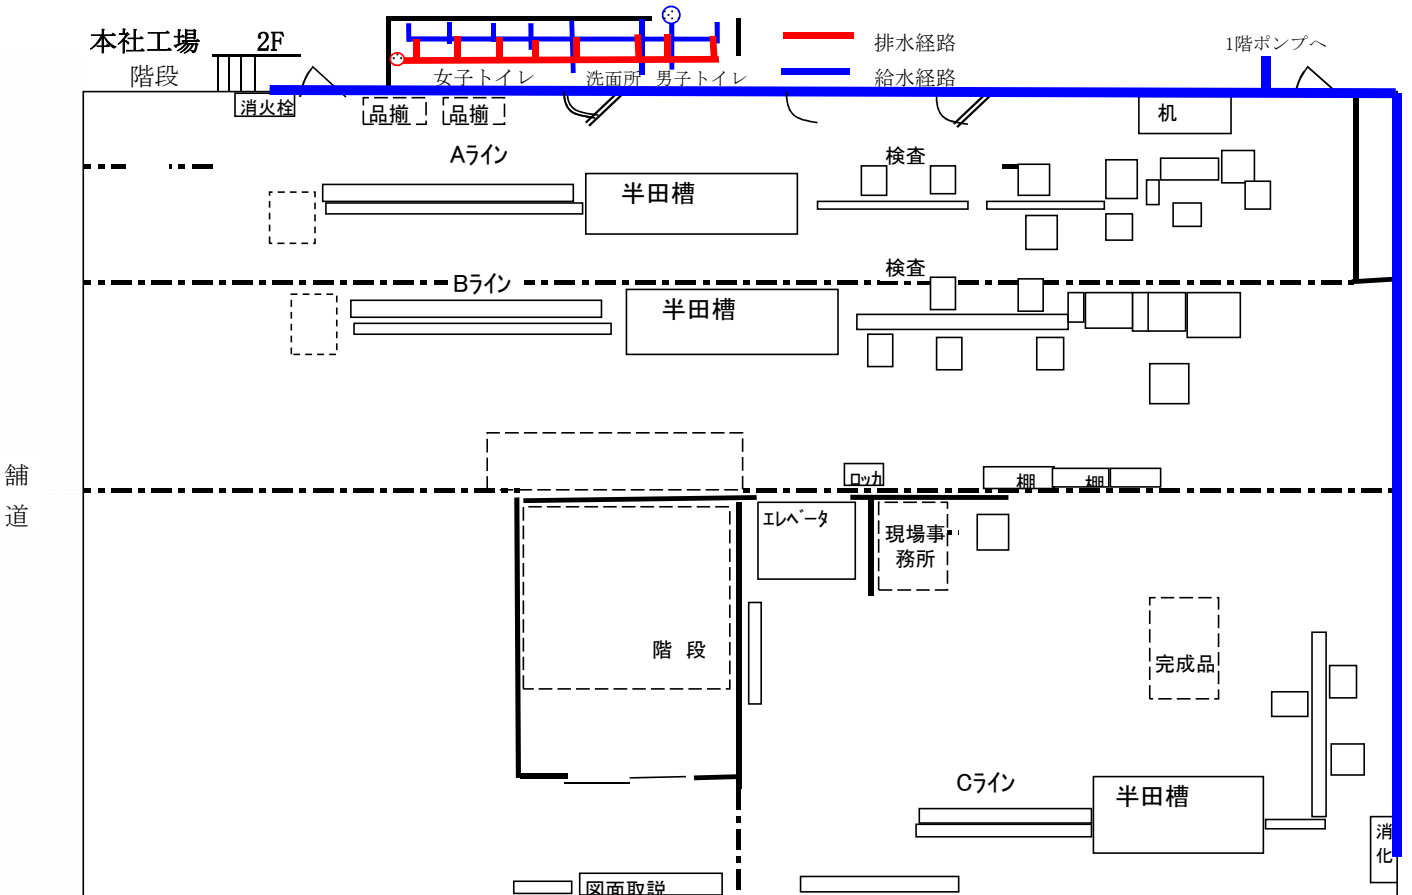 本社工場 2F
階段
女子トイレ
洗面所
男子トイレ
排水経路
給水経路
1階ポンプへ
消火栓
品揃
品揃
机
Aライン
検査
半田槽
Bライン
検査
半田槽
舗
道
ロッカ
棚
棚
エレベータ
現場事
務所
階 段
完成品
Cライン
半田槽
消
化
図面取説